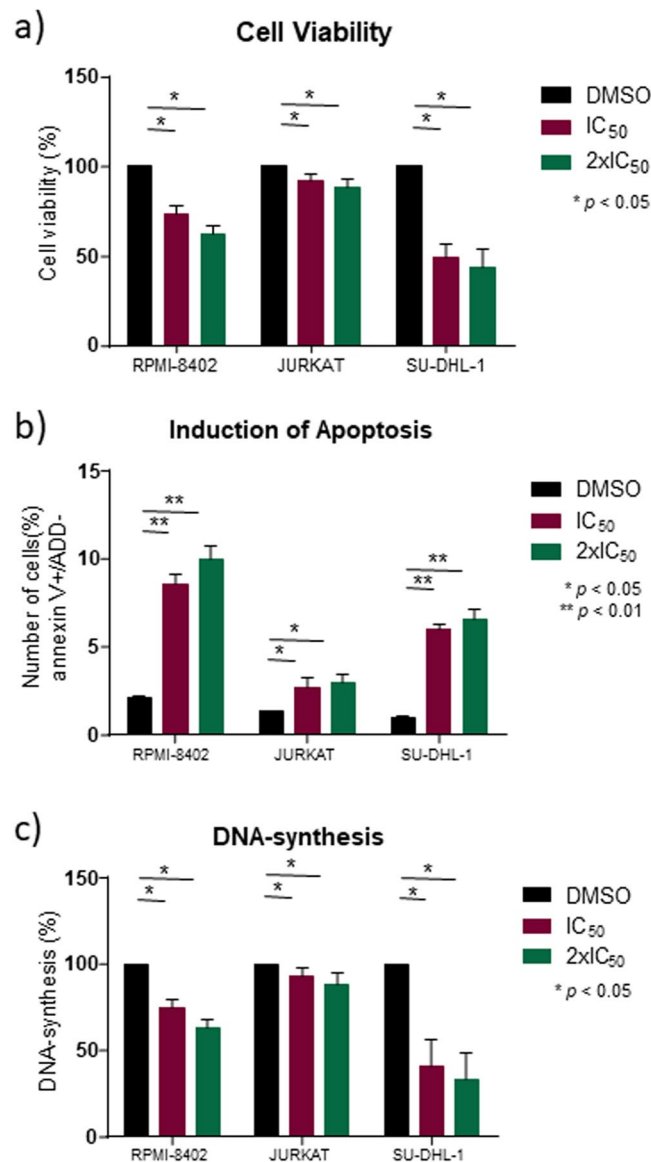 a)
Cell Viability
Cell viability (%)
150
100
50
0
* * * * * *
RPMI-8402 JURKAT SU-DHL-1
DMSO
IC50
2xIC50
* p < 0.05
b)
Induction of Apoptosis
Number of cells(%)
annexin V+/ADD-
15
10
5
0
** ** * * ** **
RPMI-8402 JURKAT SU-DHL-1
DMSO
IC50
2xIC50
* p < 0.05
** p < 0.01
c)
DNA-synthesis
DNA-synthesis (%)
150
100
50
0
* * * * * *
RPMI-8402 JURKAT SU-DHL-1
DMSO
IC50
2xIC50
* p < 0.05